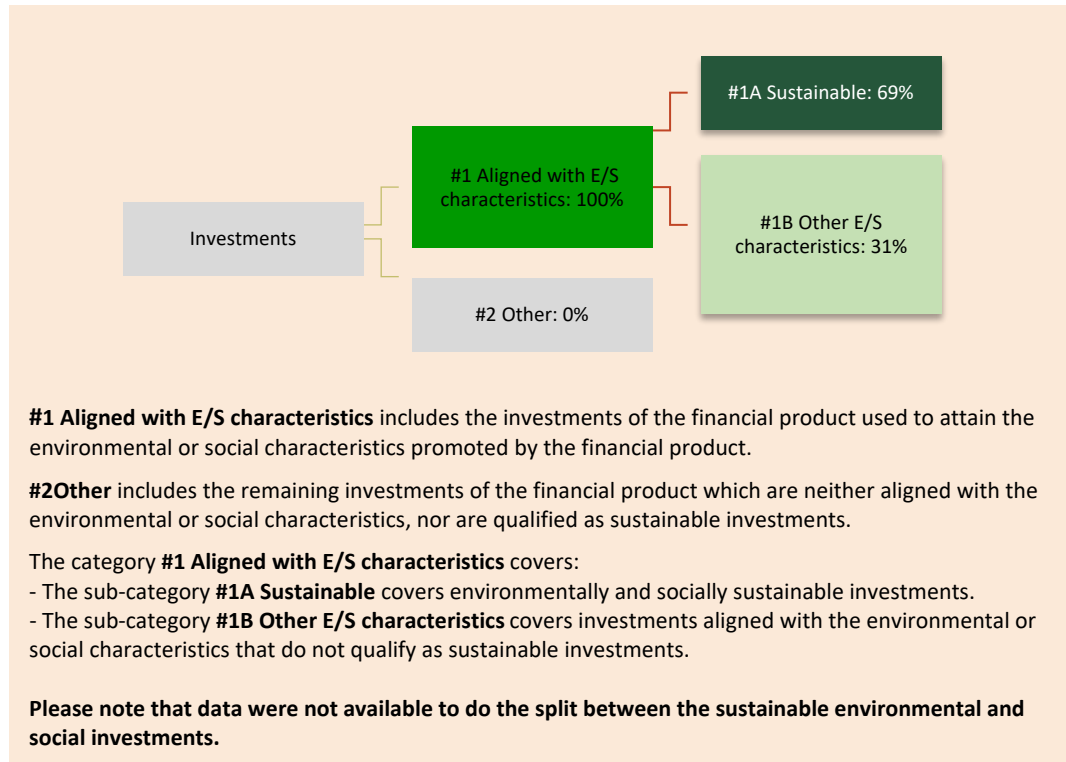 #1A Sustainable: 69%
#1 Aligned with E/S
characteristics: 100%
#1B Other E/S
characteristics: 31%
Investments
#2 Other: 0%
#1 Aligned with E/S characteristics includes the investments of the financial product used to attain the
environmental or social characteristics promoted by the financial product.
#2Other includes the remaining investments of the financial product which are neither aligned with the
environmental or social characteristics, nor are qualified as sustainable investments.
The category #1 Aligned with E/S characteristics covers:
- The sub-category #1A Sustainable covers environmentally and socially sustainable investments.
- The sub-category #1B Other E/S characteristics covers investments aligned with the environmental or
social characteristics that do not qualify as sustainable investments.
Please note that data were not available to do the split between the sustainable environmental and
social investments.